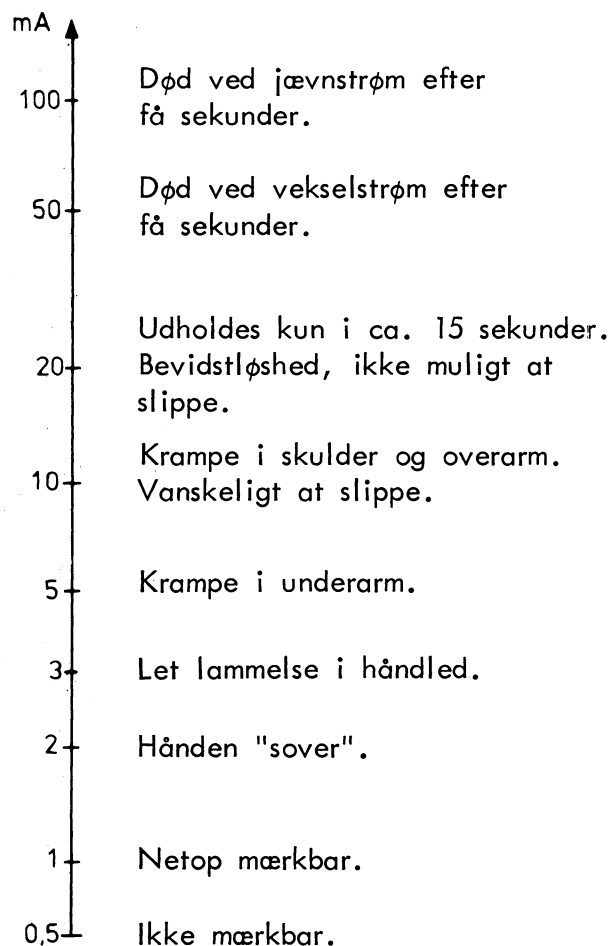 mA
100 Død ved jævnstrøm efter
få sekunder.
50 Død ved vekselstrøm efter
få sekunder.
Udholdes kun i ca. 15 sekunder.
20 Bevidstløshed, ikke muligt at
slippe.
Krampe i skulder og overarm.
10 Vanskeligt at slippe.
5 Krampe i underarm.
3 Let lammelse i håndled.
2 Hånden "sover".
1 Netop mærkbar.
0,5 Ikke mærkbar.